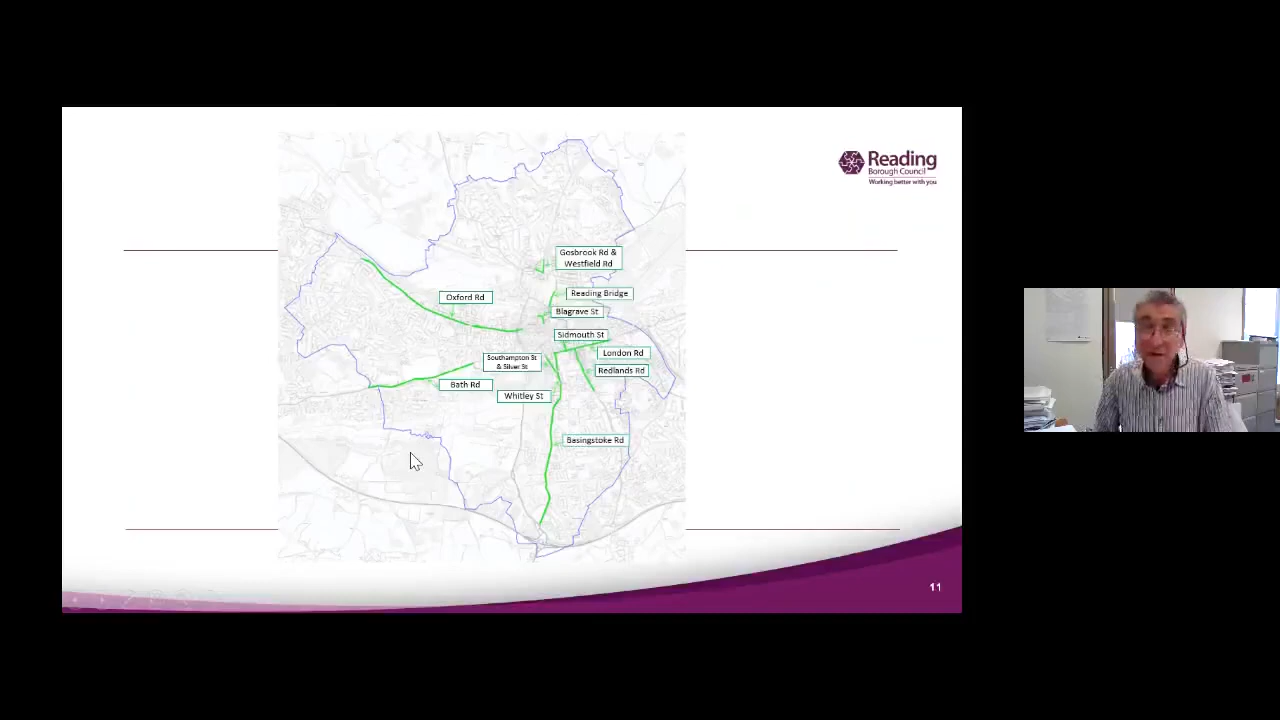 Reading
Borough Council
Working better with you
Gosbrook Rd &
Westfield Rd
Oxford Rd
Reading Bridge
Blagrave St
Sidmouth St
London Rd
Southampton St
& Silver St
Redlands Rd
Bath Rd
Whitley St
Basingstoke Rd
11